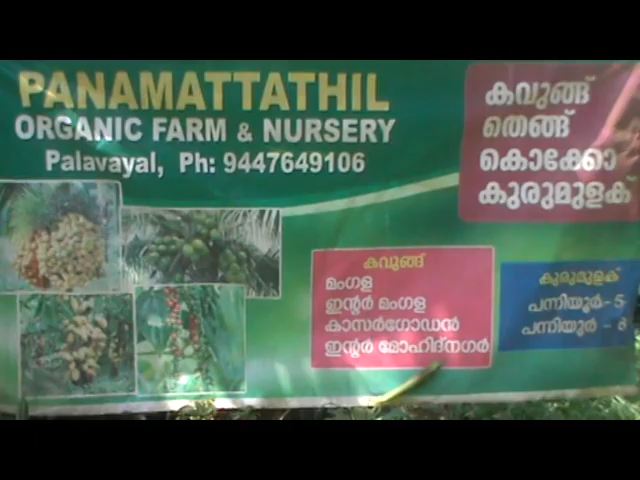 PANAMATTATHIL
ORGANIC FARM & NURSERY
Palavayal, Ph: 9447649106
കവുങ്ങ്
തെങ്ങ്
കൊക്കോ
കുരുമുളക്
കവുങ്ങ്
മംഗള
ഇന്റർ മംഗള
കാസർഗോഡൻ
ഇന്റർ മോഹിദ്നഗർ
കുരുമുളക്
പന്നിയൂർ-5
പന്നിയൂർ - 8